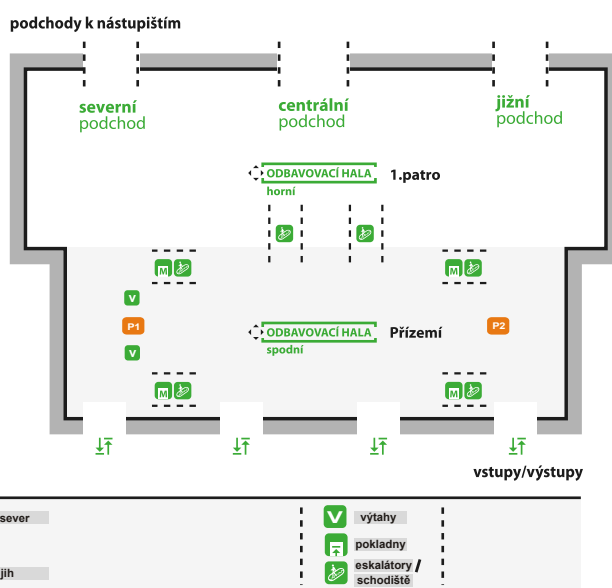 podchody k nástupištím
severní
podchod
centrální
podchod
jižní
podchod
ODBAVOVACÍ HALA
horní
1.patro
M
M
V
P1
V
ODBAVOVACÍ HALA
spodní
Přízemí
P2
M
M
vstupy/výstupy
sever
jih
V výtahy
pokladny
eskalátory /
schodiště